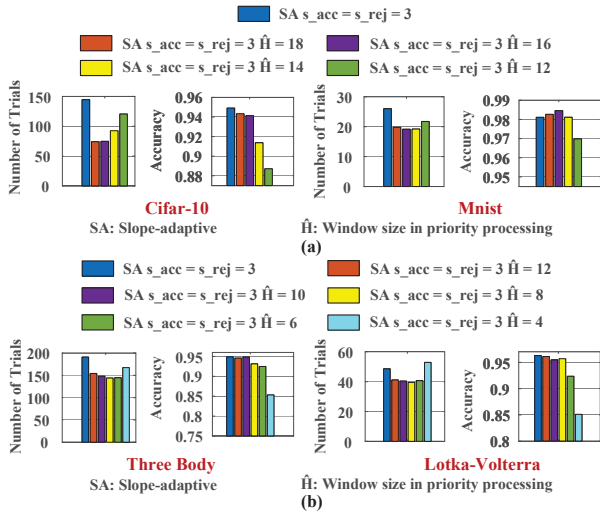 SA s_acc = s_rej = 3
SA s_acc = s_rej = 3 Ĥ = 18
SA s_acc = s_rej = 3 Ĥ = 16
SA s_acc = s_rej = 3 Ĥ = 14
SA s_acc = s_rej = 3 Ĥ = 12
Number of Trials
150
100
50
0
Accuracy
0.96
0.94
0.92
0.9
0.88
Cifar-10
Number of Trials
30
20
10
0
Accuracy
0.99
0.98
0.97
0.96
0.95
Mnist
SA: Slope-adaptive
Ĥ: Window size in priority processing
(a)
SA s_acc = s_rej = 3
SA s_acc = s_rej = 3 Ĥ = 12
SA s_acc = s_rej = 3 Ĥ = 10
SA s_acc = s_rej = 3 Ĥ = 8
SA s_acc = s_rej = 3 Ĥ = 6
SA s_acc = s_rej = 3 Ĥ = 4
Number of Trials
200
150
100
50
0
Accuracy
0.95
0.9
0.85
0.8
0.75
Three Body
Number of Trials
60
40
20
0
Accuracy
0.95
0.9
0.85
0.8
Lotka-Volterra
SA: Slope-adaptive
Ĥ: Window size in priority processing
(b)